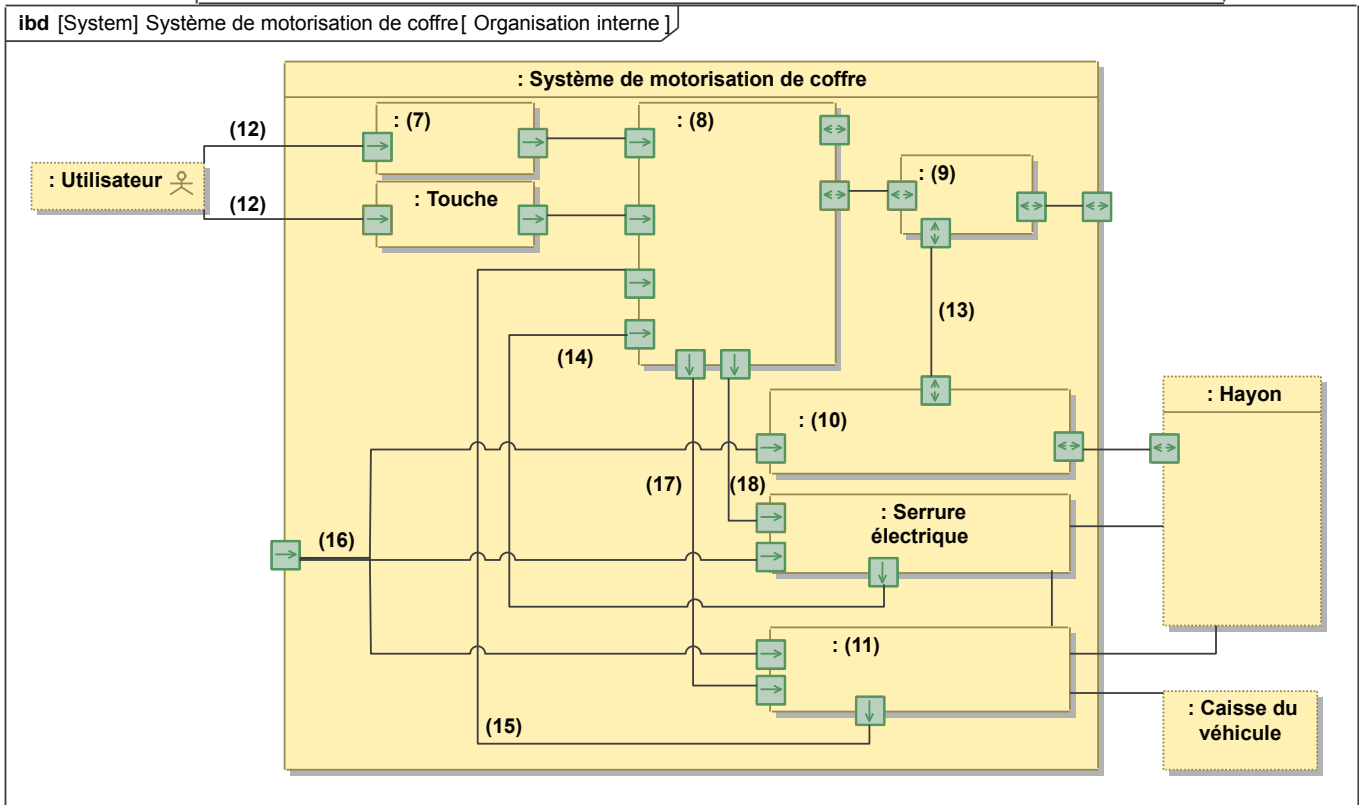 ibd [System] Système de motorisation de coffre[ Organisation interne ]
: Système de motorisation de coffre
(12)
: (7)
: (8)
: Utilisateur
: (9)
(12)
: Touche
(13)
(14)
: Hayon
: (10)
(17)
(18)
: Serrure
électrique
(16)
: (11)
(15)
: Caisse du
véhicule